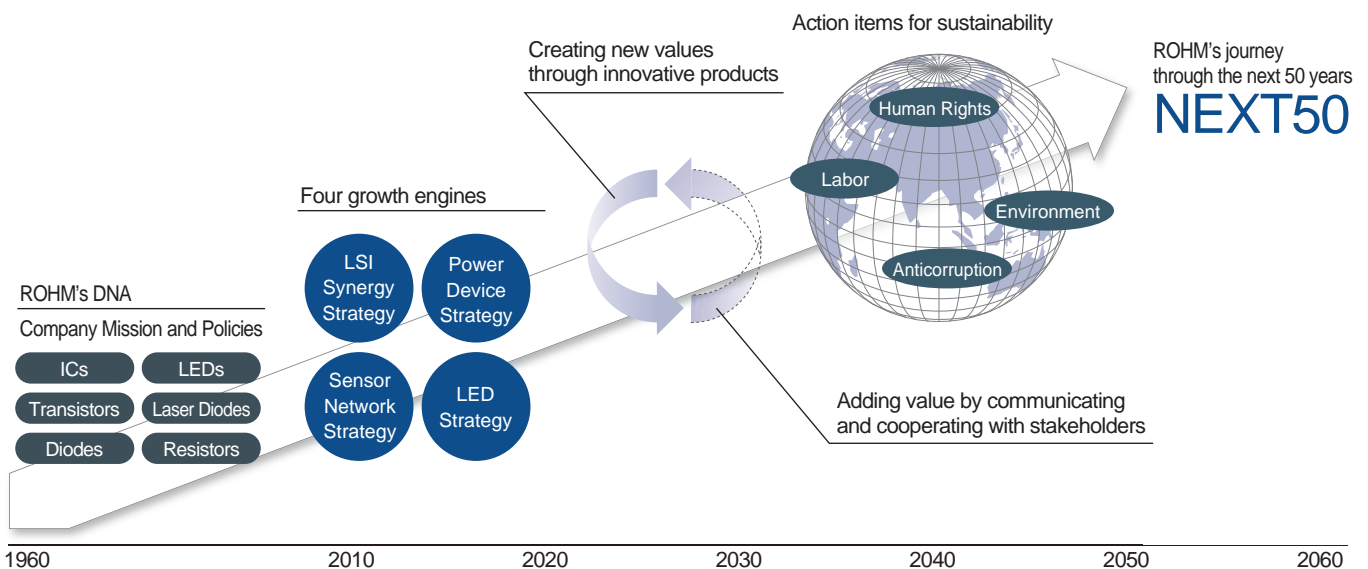 Action items for sustainability
Creating new values
through innovative products
ROHM's journey
through the next 50 years
NEXT50
Human Rights
Labor
Environment
Anticorruption
Four growth engines
LSI
Synergy
Strategy
Power
Device
Strategy
Sensor
Network
Strategy
LED
Strategy
ROHM's DNA
Company Mission and Policies
ICs
LEDs
Transistors
Laser Diodes
Diodes
Resistors
Adding value by communicating
and cooperating with stakeholders
1960
2010
2020
2030
2040
2050
2060